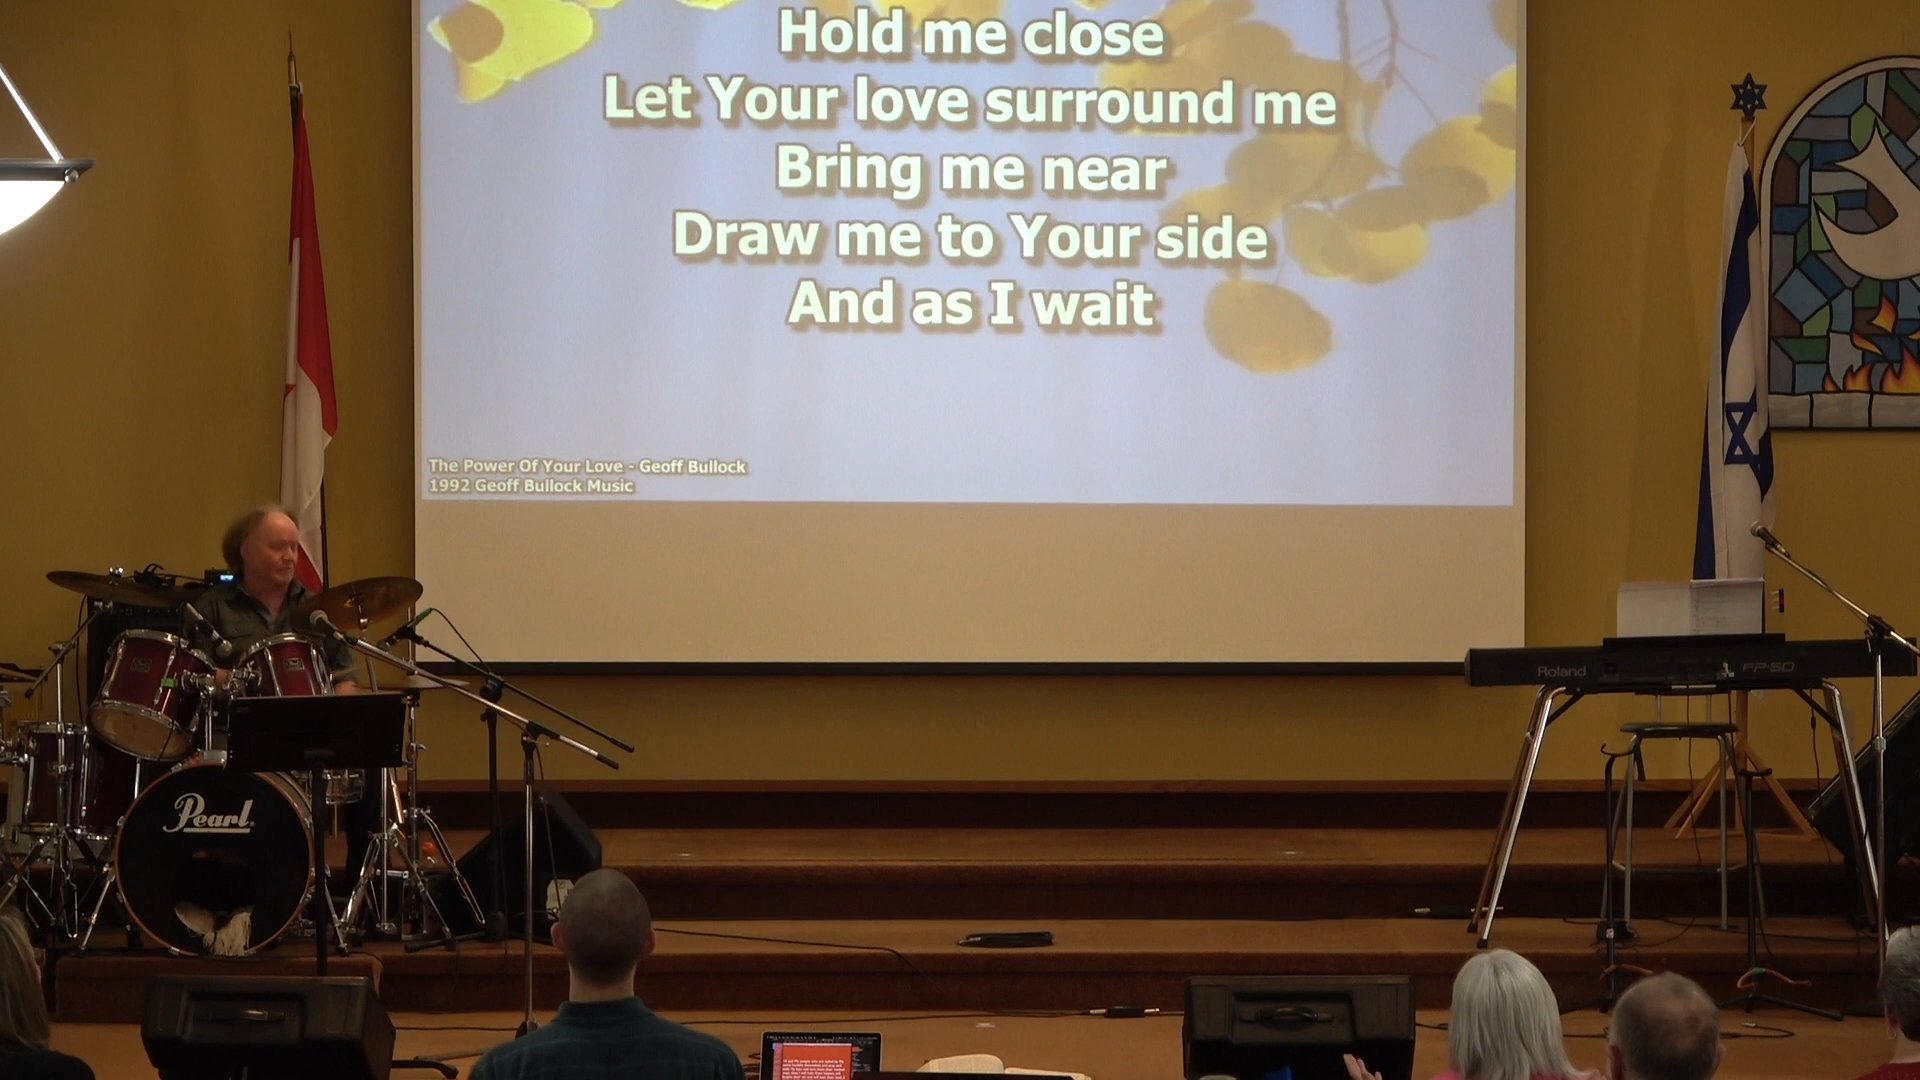 Hold me close
Let Your love surround me
Bring me near
Draw me to Your side
And as I wait
The Power Of Your Love - Geoff Bullock
1992 Geoff Bullock Music
Roland
FP-50
Pearl